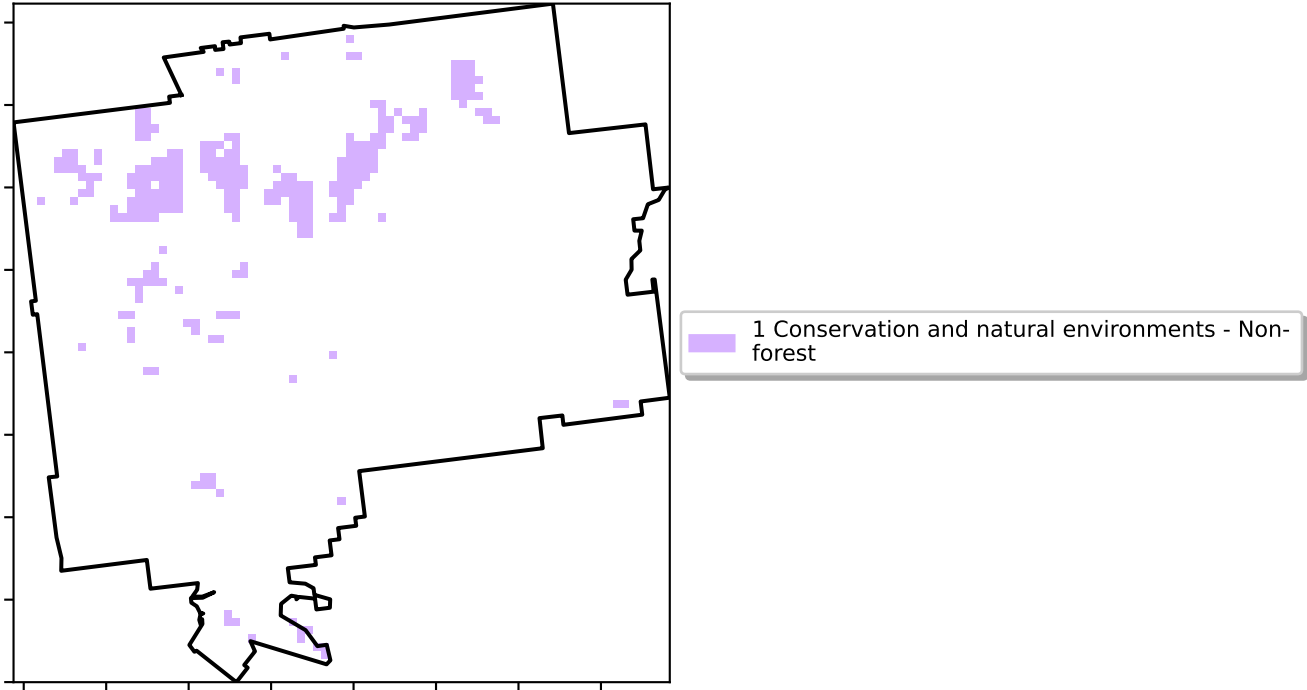 1 Conservation and natural environments - Non-
forest